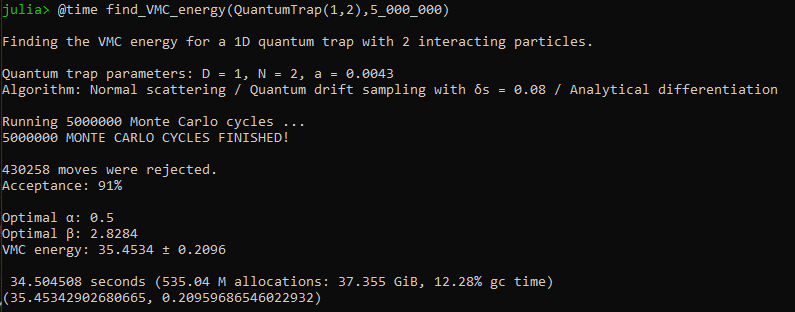 julia> @time find_VMC_energy(QuantumTrap(1,2),5_000_000)
Finding the VMC energy for a 1D quantum trap with 2 interacting particles.
Quantum trap parameters: D = 1, N = 2, a = 0.0043
Algorithm: Normal scattering / Quantum drift sampling with δs = 0.08 / Analytical differentiation
Running 5000000 Monte Carlo cycles ...
5000000 MONTE CARLO CYCLES FINISHED!
430258 moves were rejected.
Acceptance: 91%
Optimal α: 0.5
Optimal β: 2.8284
VMC energy: 35.4534 ± 0.2096
34.504508 seconds (535.04 M allocations: 37.355 GiB, 12.28% gc time)
(35.45342902680665, 0.20959686546022932)